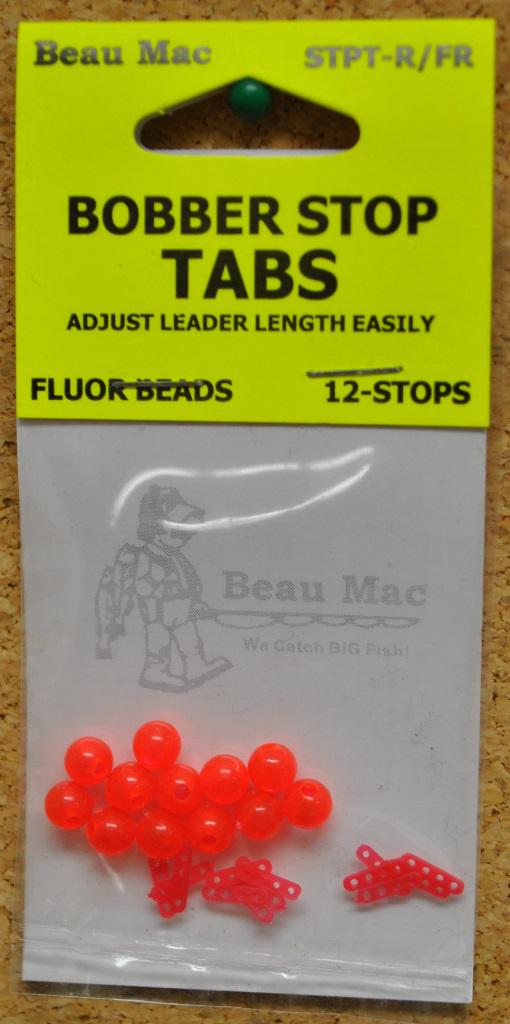 Beau Mac STPT-R/FR
BOBBER STOP
TABS
ADJUST LEADER LENGTH EASILY
FLUOR BEADS 12-STOPS
Beau Mac
We Catch BIG Fish!